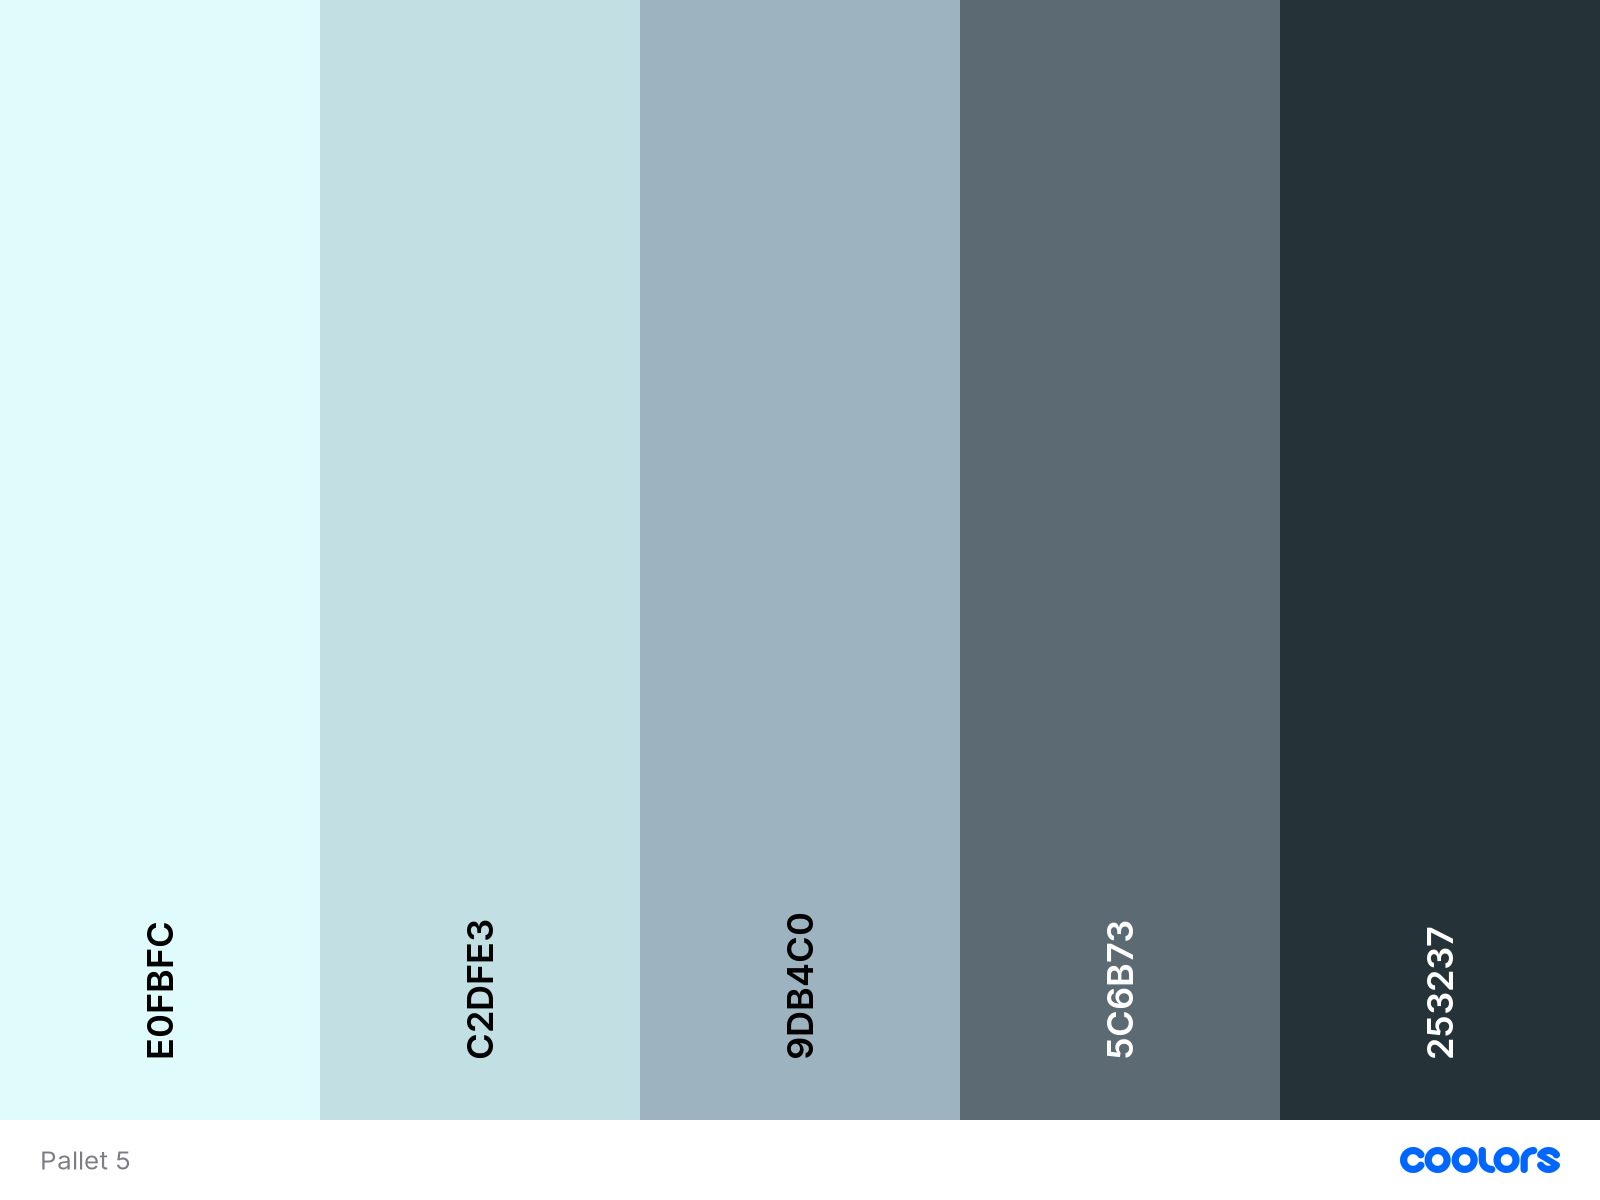 E0FBFC
C2DFE3
9DB4C0
5C6B73
253237
Pallet 5
coolors